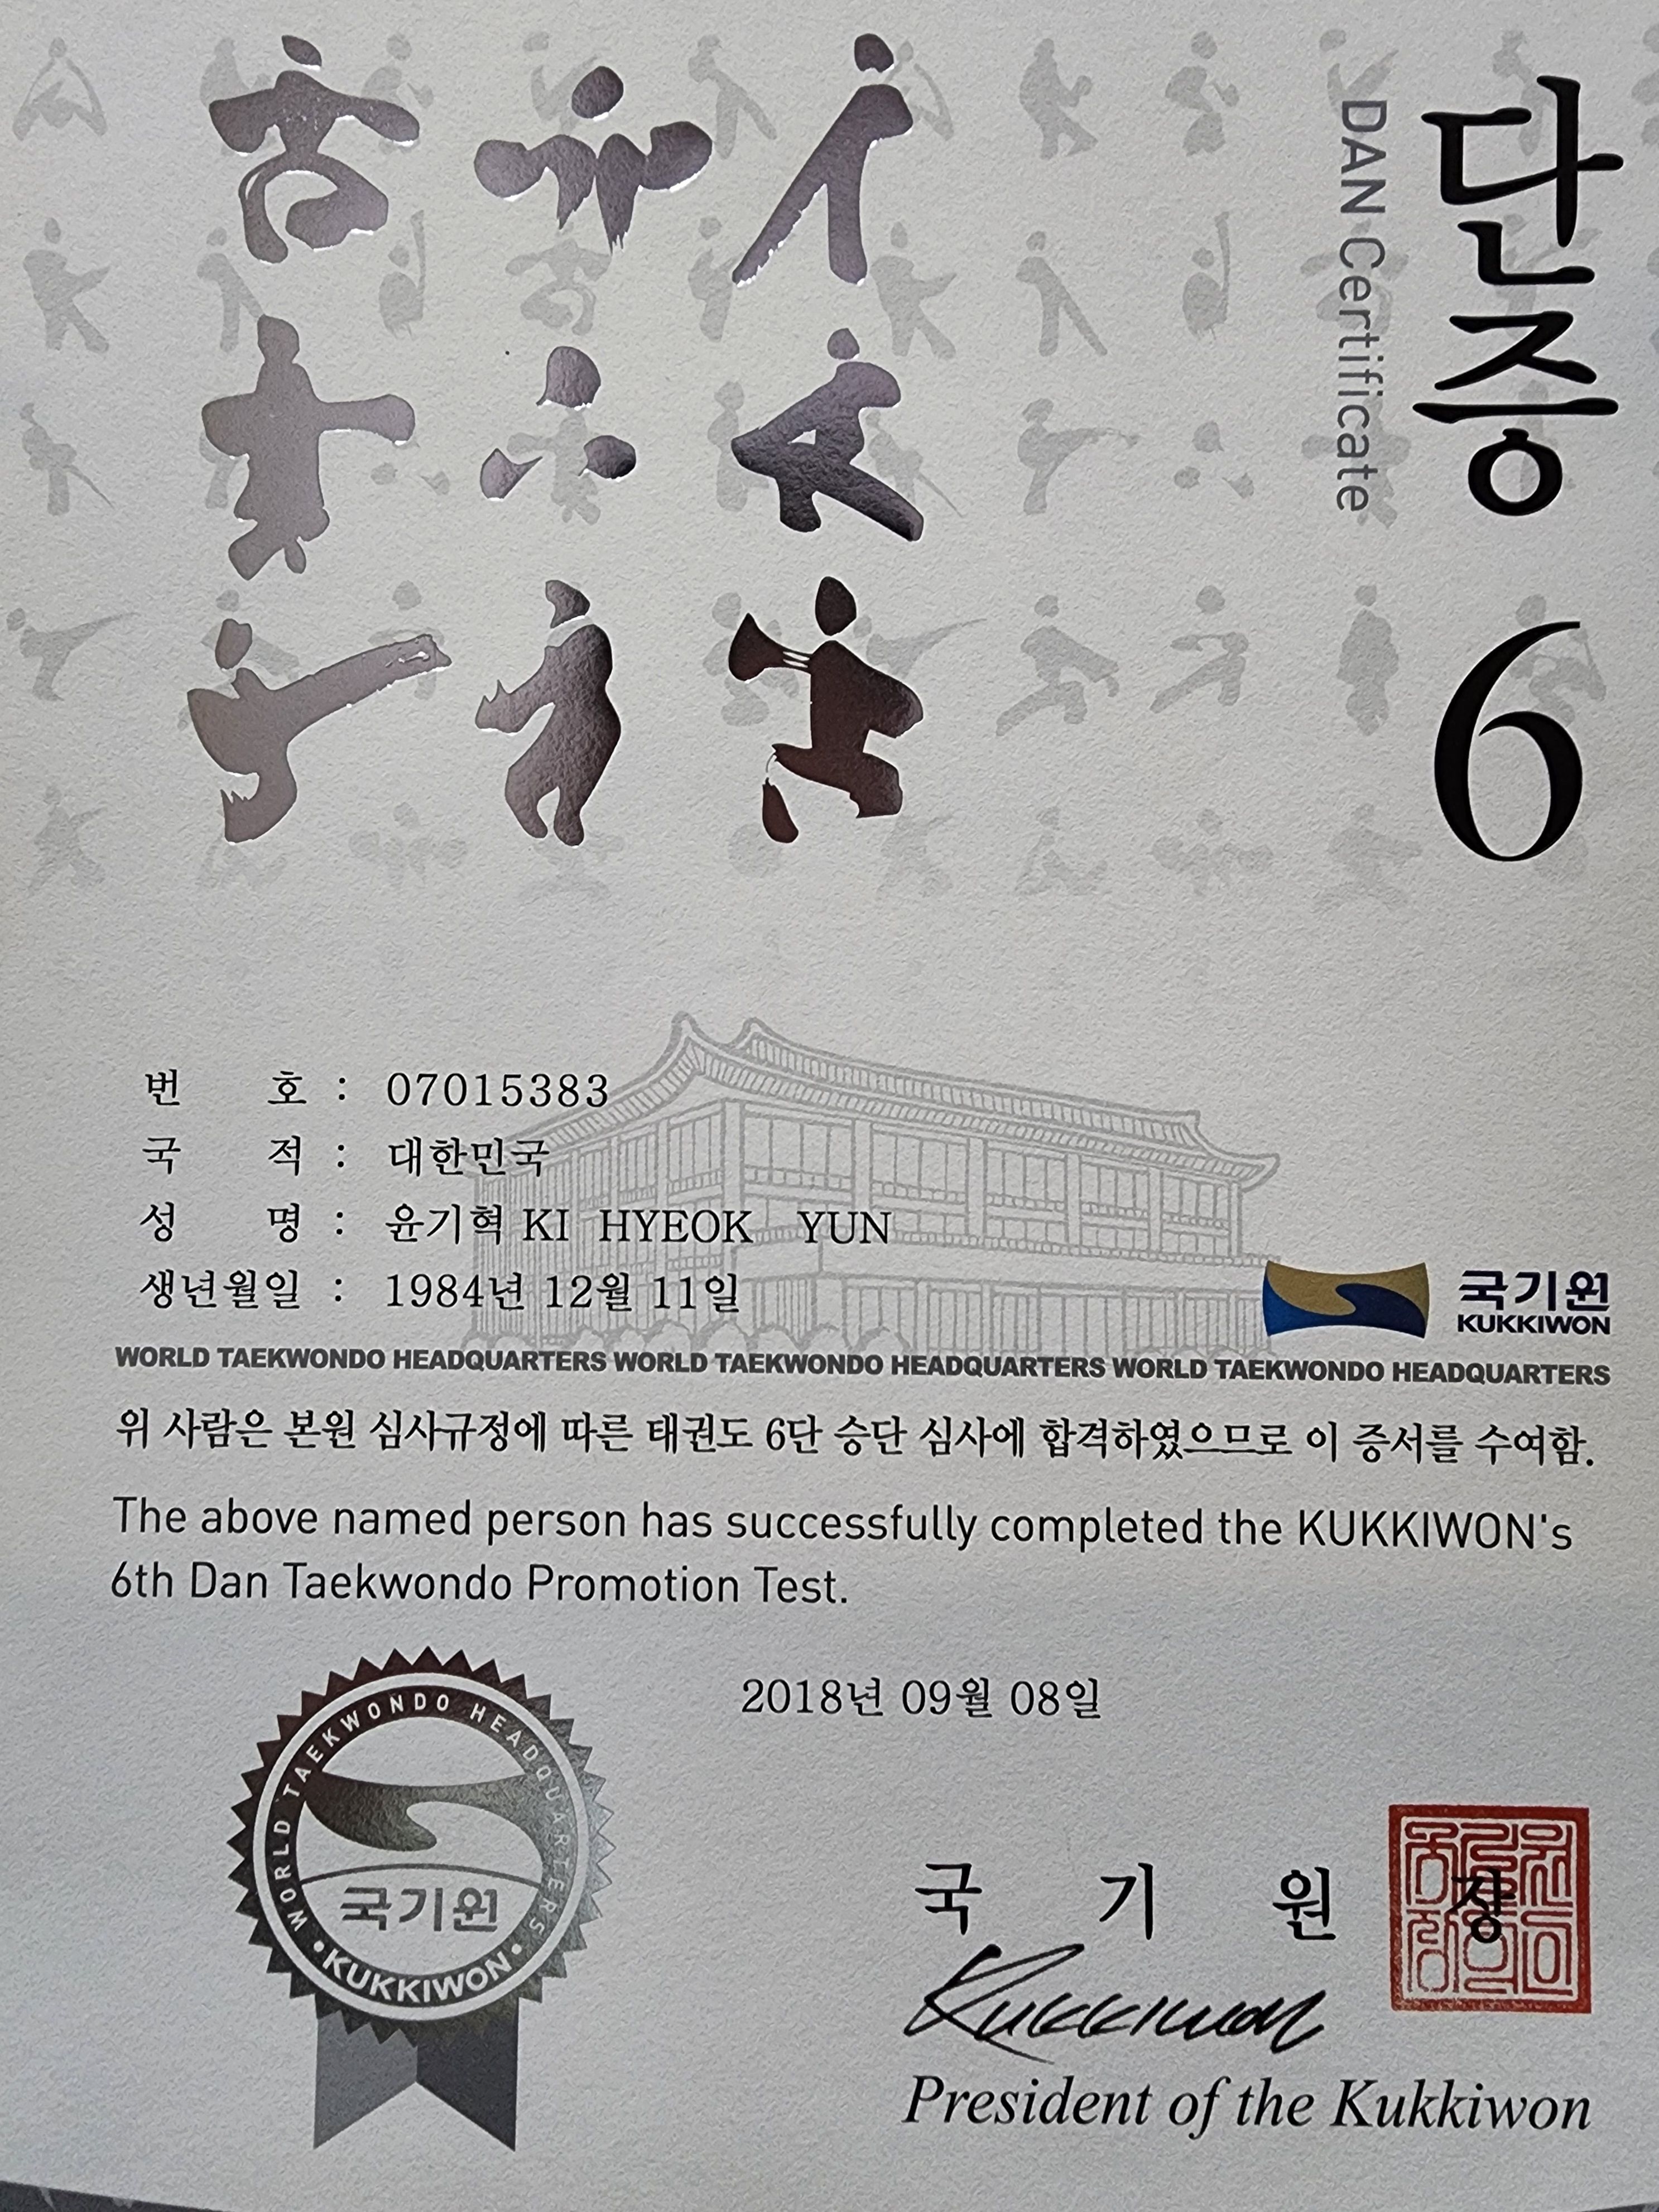 단증 6
DAN Certificate
번 호 : 07015383
국 적 : 대한민국
성 명 : 윤기혁 KI HYEOK YUN
생년월일 : 1984년 12월 11일
국기원
KUKKIWON
WORLD TAEKWONDO HEADQUARTERS WORLD TAEKWONDO HEADQUARTERS WORLD TAEKWONDO HEADQUARTERS
위 사람은 본원 심사규정에 따른 태권도 6단 승단 심사에 합격하였으므로 이 증서를 수여함.
The above named person has successfully completed the KUKKIWON's
6th Dan Taekwondo Promotion Test.
2018년 09월 08일
WORLD TAEKWONDO HEADQUARTERS
국기원
• KUKKIWON •
국 기 원 장
Kukkiwon
President of the Kukkiwon